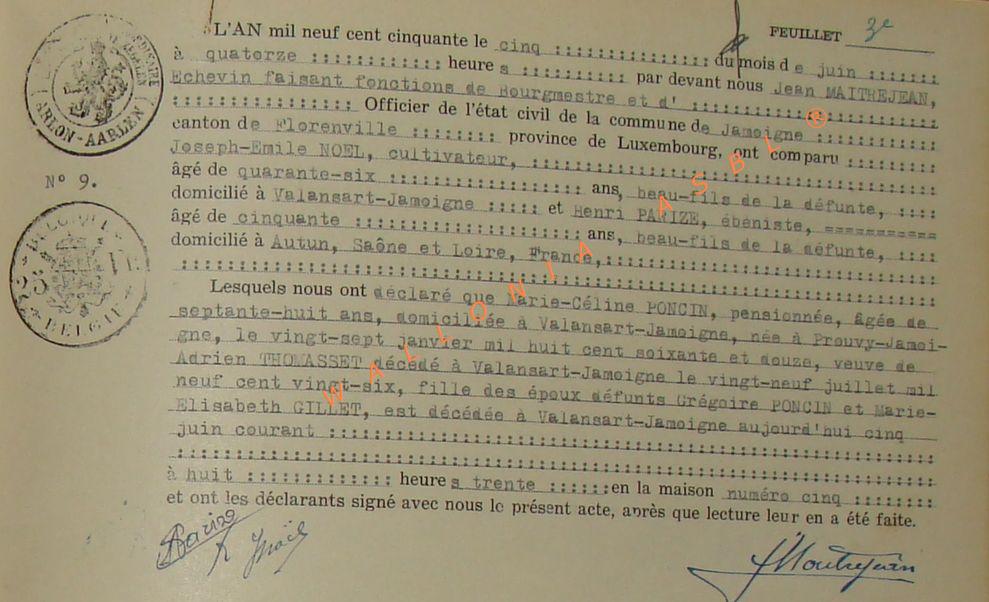 L'AN mil neuf cent cinquante le cinq :::::::::::: du mois de juin :::::::
FEUILLET 3e
à quatorze :::::::::::: heures :::::::::: par devant nous Jean MAITREJEAN,
Echevin faisant fonctions de Bourgmestre et d' ::::::::::::::::::::::
:::::::::::::::: Officier de l'état civil de la commune de Jamoigne :::::::::::
canton de Florenville :::::::: province de Luxembourg, ont comparu ::::::::
Joseph-Emile NOEL, cultivateur, :::::::::::::::::::::::::::::::::::
âgé de quarante-six ::::::::::::::::::: ans, beau-fils de la défunte, ::::
domicilié à Valansart-Jamoigne ::::: et Henri PARIZE, ébéniste, ===========
âgé de cinquante :::::::::::::::::::::: ans, beau-fils de la défunte, ::::
domicilié à Autun, Saône et Loire, France,::::::::::::::::::::::::::::::
:::::::::::::::::::::::::::::::::::::::::::::::::::::::::::::::
Lesquels nous ont déclaré que Marie-Céline PONCIN, pensionnée, âgée de
septante-huit ans, domiciliée à Valansart-Jamoigne, née à Prouvy-Jamoi-
gne, le vingt-sept janvier mil huit cent soixante et douze, veuve de
Adrien THOMASSET décédé à Valansart-Jamoigne le vingt-neuf juillet mil
neuf cent vingt-six, fille des époux défunts Grégoire PONCIN et Marie-
Elisabeth GILLET, est décédée à Valansart-Jamoigne aujourd'hui cinq
juin courant ::::::::::::::::::::::::::::::::::::::::::::::::::
:::::::::::::::::::::::::::::::::::::::::::::::::::::::::::::::
à huit ::::::::::::: heures trente ::::::en la maison numéro cinq ::::::::
et ont les déclarants signé avec nous le présent acte, après que lecture leur en a été faite.
Parize
Noël
JMaitrejean
ARLON-AARLEN
N° 9.
BELGIQUE
BELGIË
WALLONIA ASBL ®